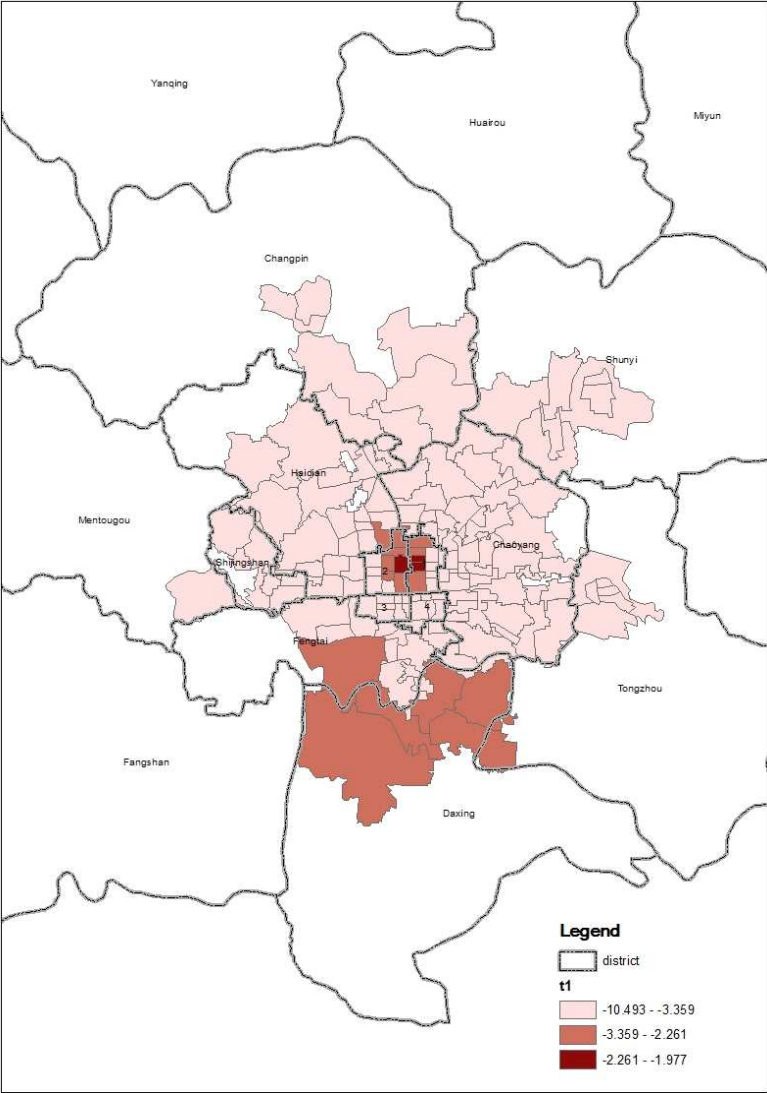 Yanqing
Miyun
Huairou
Changpin
Shunyi
Haidian
Mentougou
Chaoyang
Shijingshan
2
3
4
Fengtai
Tongzhou
Fangshan
Daxing
Legend
district
t1
-10.493 - -3.359
-3.359 - -2.261
-2.261 - -1.977